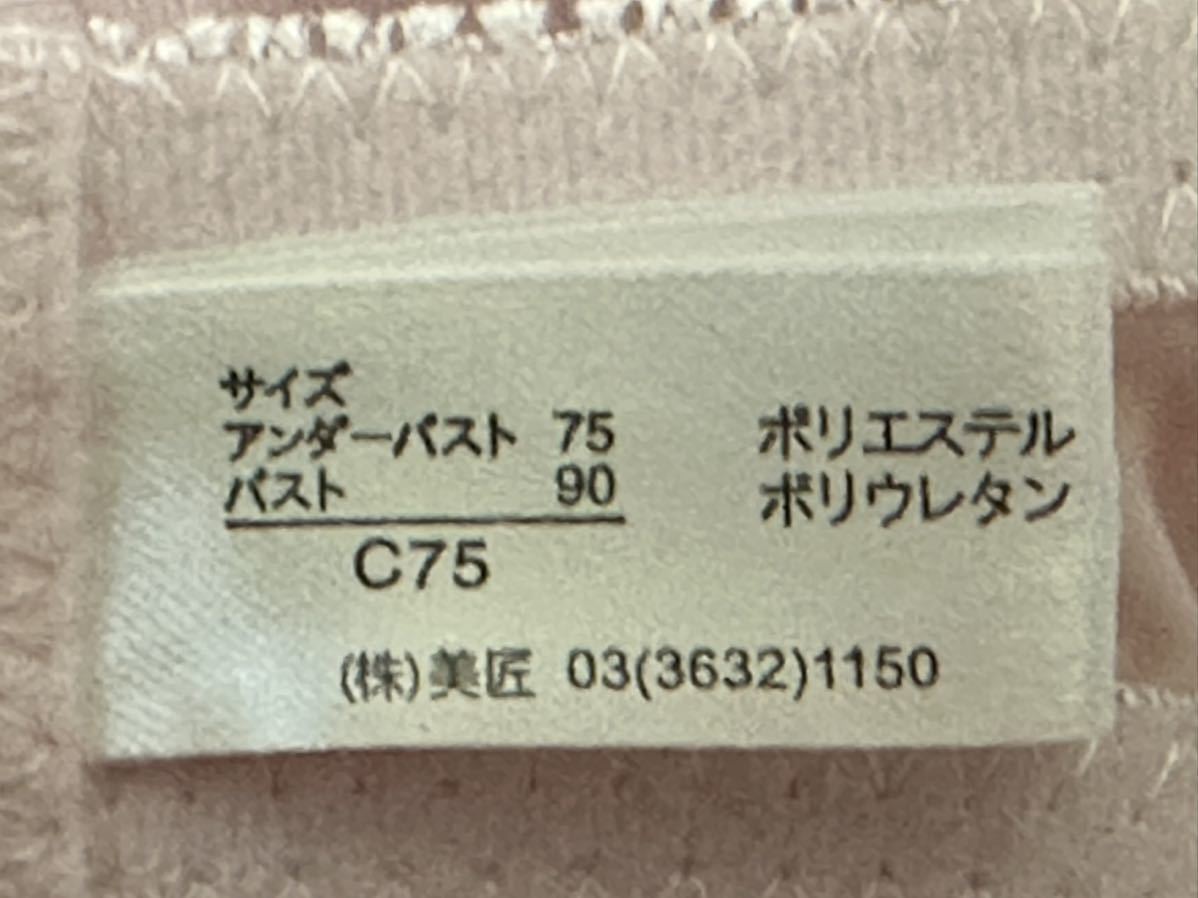 サイズ
アンダーバスト 75
バスト 90
C75
ポリエステル
ポリウレタン
(株)美匠 03(3632)1150